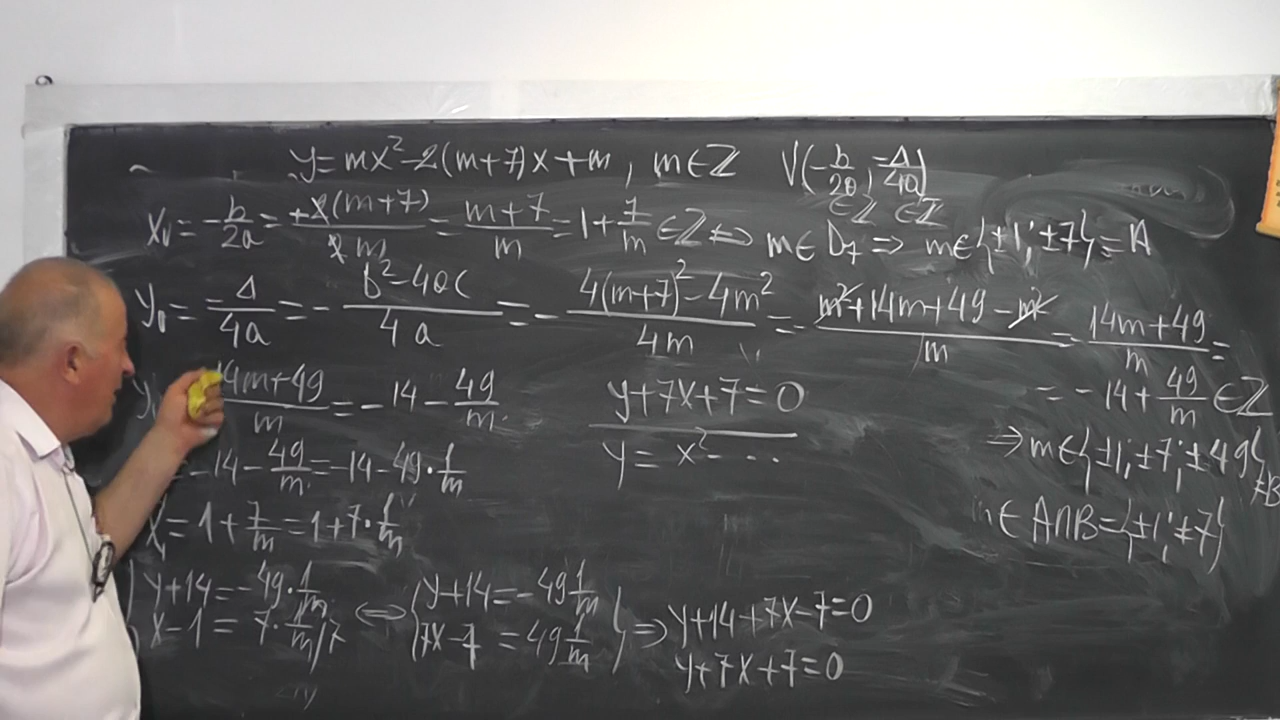 y=mx²-2(m+7)x+m, m∈ℤ V(-b/2a, -Δ/4a)
∈ℤ ∈ℤ
x_v=-b/2a=+2(m+7)/2m=m+7/m=1+7/m∈ℤ⇔m∈D₇⇒m∈{±1;±7}=A
y_v=-Δ/4a=-b²-4ac/4a=-4(m+7)²-4m²/4m=-m²+14m+49-m²/m=-14m+49/m=
=-14+49/m∈ℤ
14m+49/m=-14-49/m
y+7x+7=0
y=x²-...
⇒m∈{±1;±7;±49}=B
=-14-49/m=-14-49·1/m
m∈A∩B={±1;±7}
x_v=1+7/m=1+7·1/m
{y+14=-49·1/m ⇔ {y+14=-49 1/m } ⇒ y+14+7x-7=0
x-1=7·1/m/·7 7x-7=49 1/m y+7x+7=0